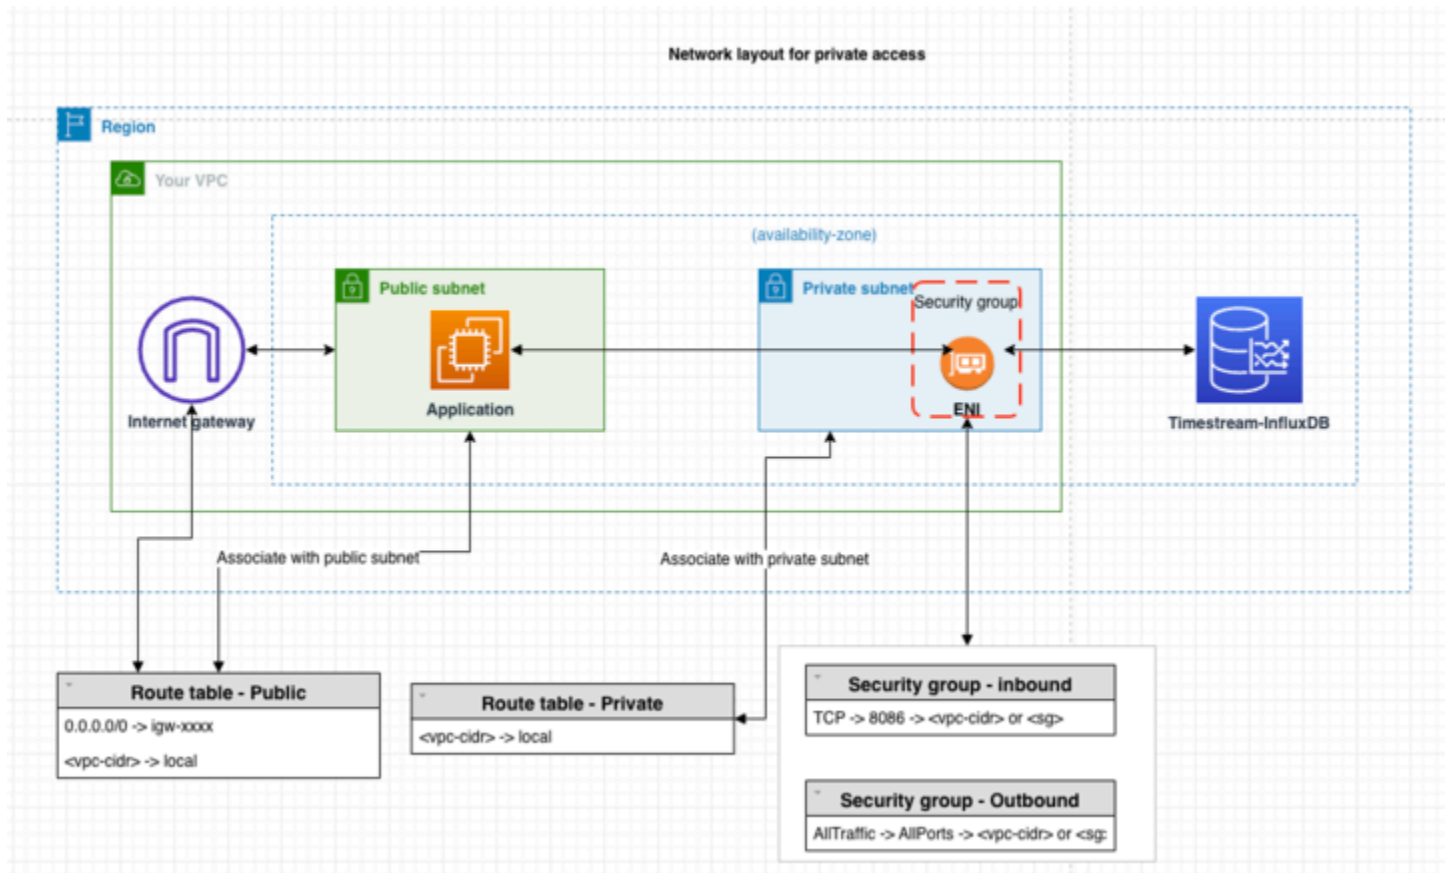 Network layout for private access
Region
Your VPC
(availability-zone)
Public subnet
Private subnet
Security group
Application
ENI
Internet gateway
Timestream-InfluxDB
Associate with public subnet
Associate with private subnet
Route table - Public
0.0.0.0/0 -> igw-xxxx
<vpc-cidr> -> local
Route table - Private
<vpc-cidr> -> local
Security group - inbound
TCP -> 8086 -> <vpc-cidr> or <sg>
Security group - Outbound
AllTraffic -> AllPorts -> <vpc-cidr> or <sg